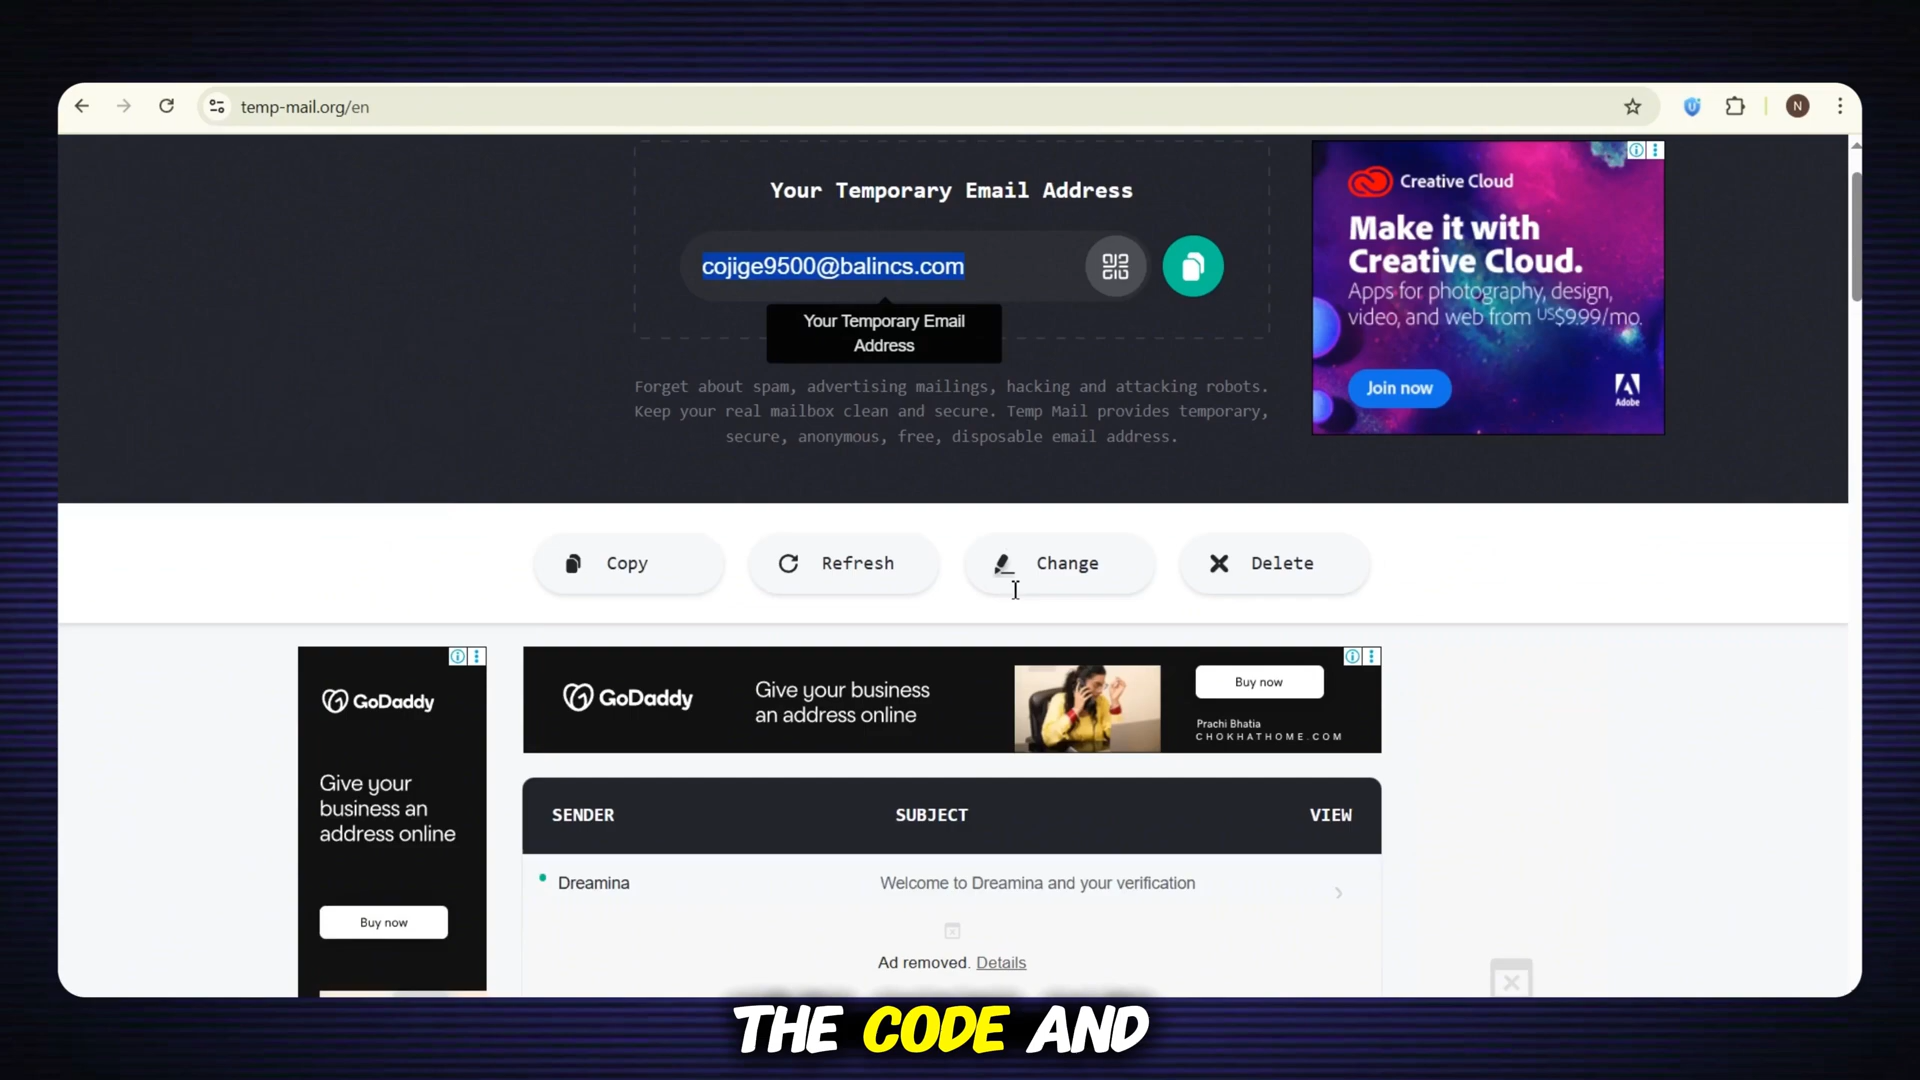 temp-mail.org/en
N
Your Temporary Email Address
cojige9500@balincs.com
Your Temporary Email
Address
Forget about spam, advertising mailings, hacking and attacking robots.
Keep your real mailbox clean and secure. Temp Mail provides temporary,
secure, anonymous, free, disposable email address.
Creative Cloud
Make it with
Creative Cloud.
Apps for photography, design,
video, and web from US$9.99/mo.
Join now
Adobe
Copy
Refresh
Change
Delete
GoDaddy
Give your
business an
address online
Buy now
GoDaddy
Give your business
an address online
Buy now
Prachi Bhatia
CHOKHATHOME.COM
SENDER
SUBJECT
VIEW
Dreamina
Welcome to Dreamina and your verification
Ad removed. Details
THE CODE AND